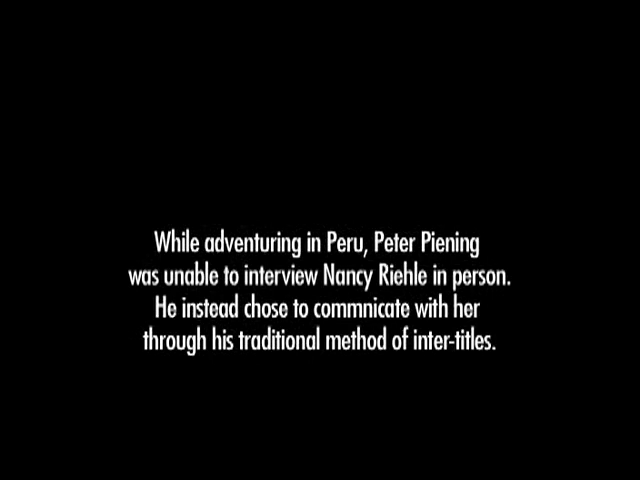 While adventuring in Peru, Peter Piening
was unable to interview Nancy Riehle in person.
He instead chose to commnicate with her
through his traditional method of inter-titles.